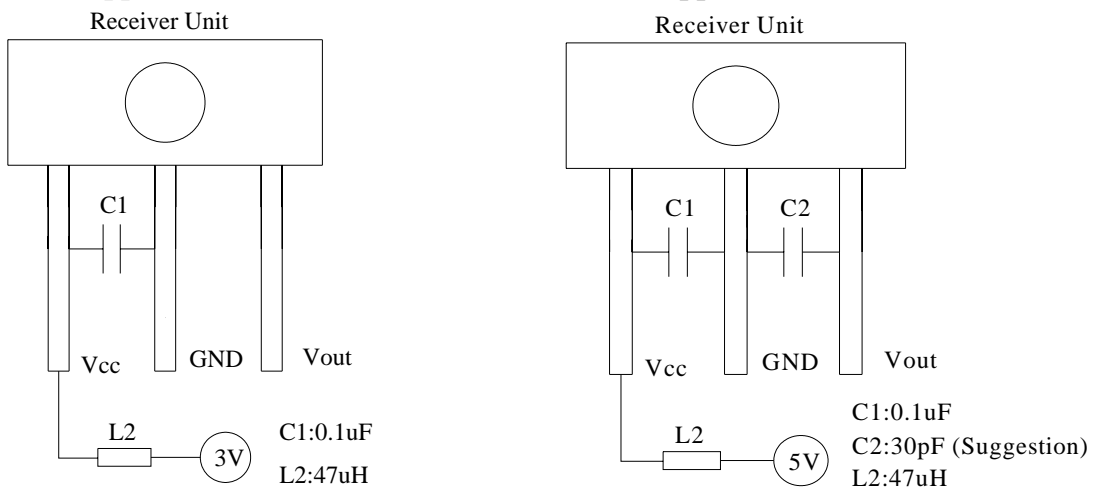 Receiver Unit
C1
Vcc
GND
Vout
L2
3V
C1:0.1uF
L2:47uH
Receiver Unit
C1
C2
Vcc
GND
Vout
L2
5V
C1:0.1uF
C2:30pF (Suggestion)
L2:47uH